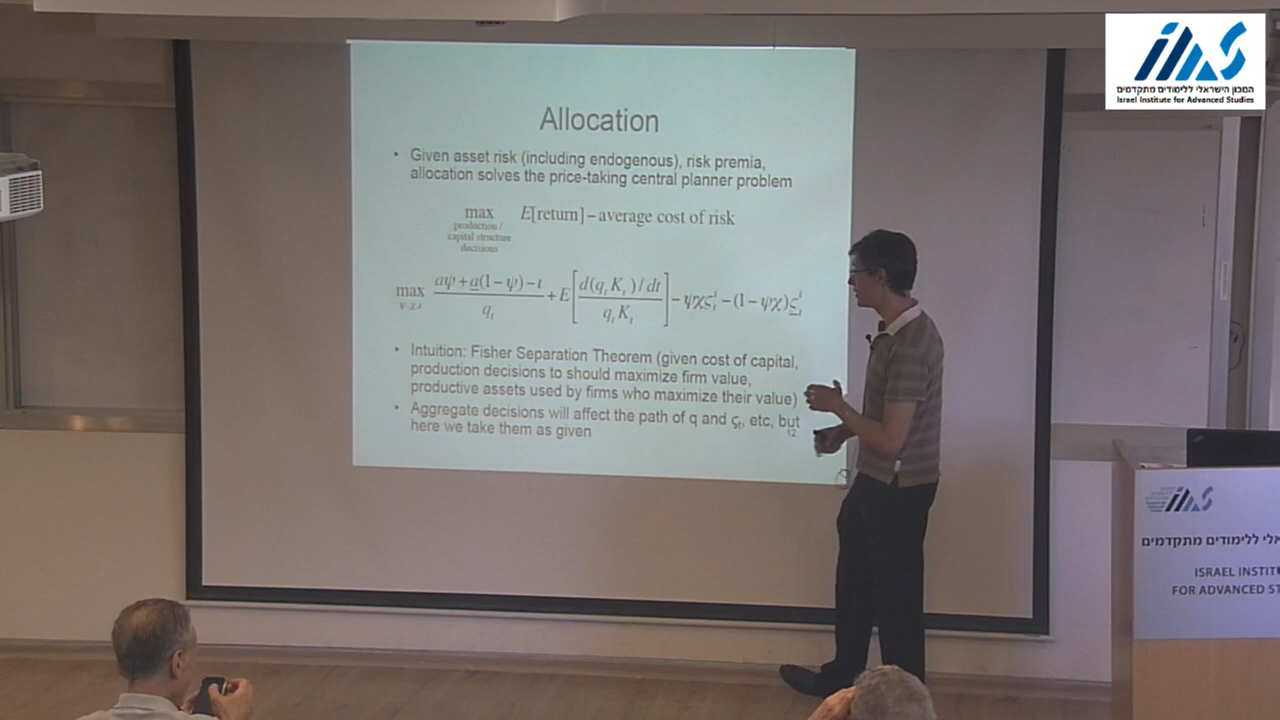 המכון הישראלי ללימודים מתקדמים
Israel Institute for Advanced Studies
Allocation
• Given asset risk (including endogenous), risk premia,
allocation solves the price-taking central planner problem
max E[return] – average cost of risk
production /
capital structure
decisions
max (aψ + a(1−ψ) − ι) / q_t + E[ (d(q_t K_t) / dt) / (q_t K_t) ] − ψχς_t^i − (1−ψχ)ς_t^i
ψ,χ,ι
• Intuition: Fisher Separation Theorem (given cost of capital,
production decisions to should maximize firm value,
productive assets used by firms who maximize their value)
• Aggregate decisions will affect the path of q and ς_t, etc, but
here we take them as given
12
ללימודים מתקדמים
ISRAEL INSTIT
FOR ADVANCED ST